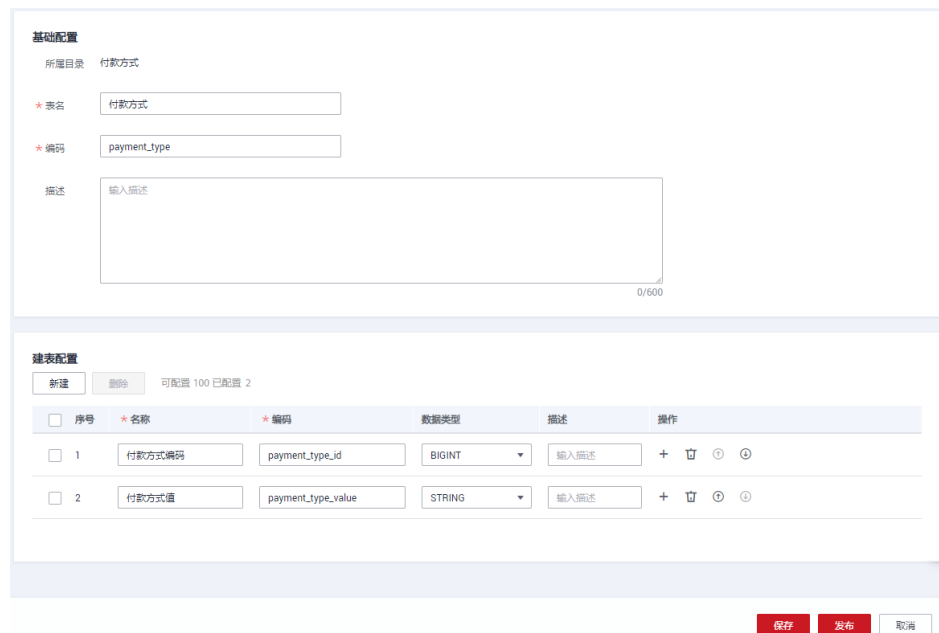 基础配置
所属目录 付款方式
* 表名 付款方式
* 编码 payment_type
描述 输入描述
0/600
建表配置
新建 删除 可配置 100 已配置 2
序号 * 名称 * 编码 数据类型 描述 操作
1 付款方式编码 payment_type_id BIGINT 输入描述
2 付款方式值 payment_type_value STRING 输入描述
保存 发布 取消